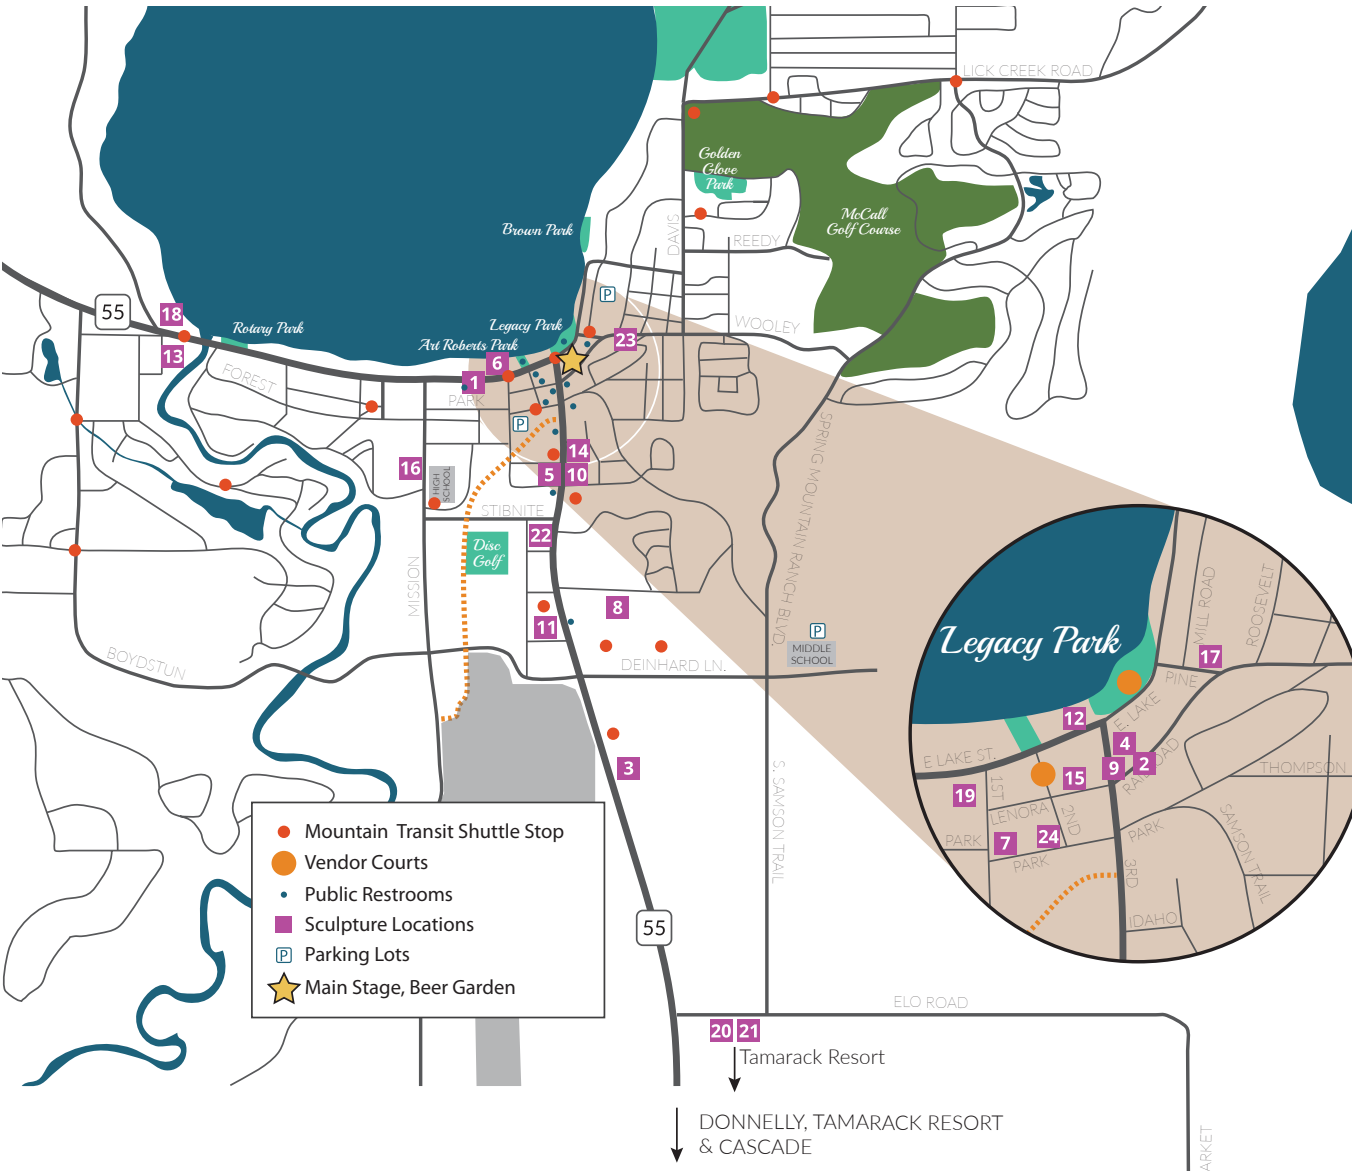 LICK CREEK ROAD
Golden
Glove
Park
McCall
Golf Course
DAVIS
REEDY
Brown Park
P
55
18
Rotary Park
Legacy Park
WOOLEY
Art Roberts Park
23
13
6
1
FOREST
PARK
P
SPRING MOUNTAIN RANCH BLVD.
14
16
HIGH
SCHOOL
5
10
STIBNITE
22
Disc
Golf
MISSION
8
11
P
MIDDLE
SCHOOL
BOYDSTUN
DEINHARD LN.
3
S. SAMSON TRAIL
Legacy Park
MILL ROAD
ROOSEVELT
17
PINE
12
E. LAKE
4
E LAKE ST.
9
2
RAILROAD
THOMPSON
15
19
1ST
LENORA
2ND
PARK
7
24
PARK
PARK
SAMSON TRAIL
3RD
IDAHO
Mountain Transit Shuttle Stop
Vendor Courts
Public Restrooms
Sculpture Locations
P Parking Lots
Main Stage, Beer Garden
55
ELO ROAD
20 21
Tamarack Resort
DONNELLY, TAMARACK RESORT
& CASCADE
ARKET